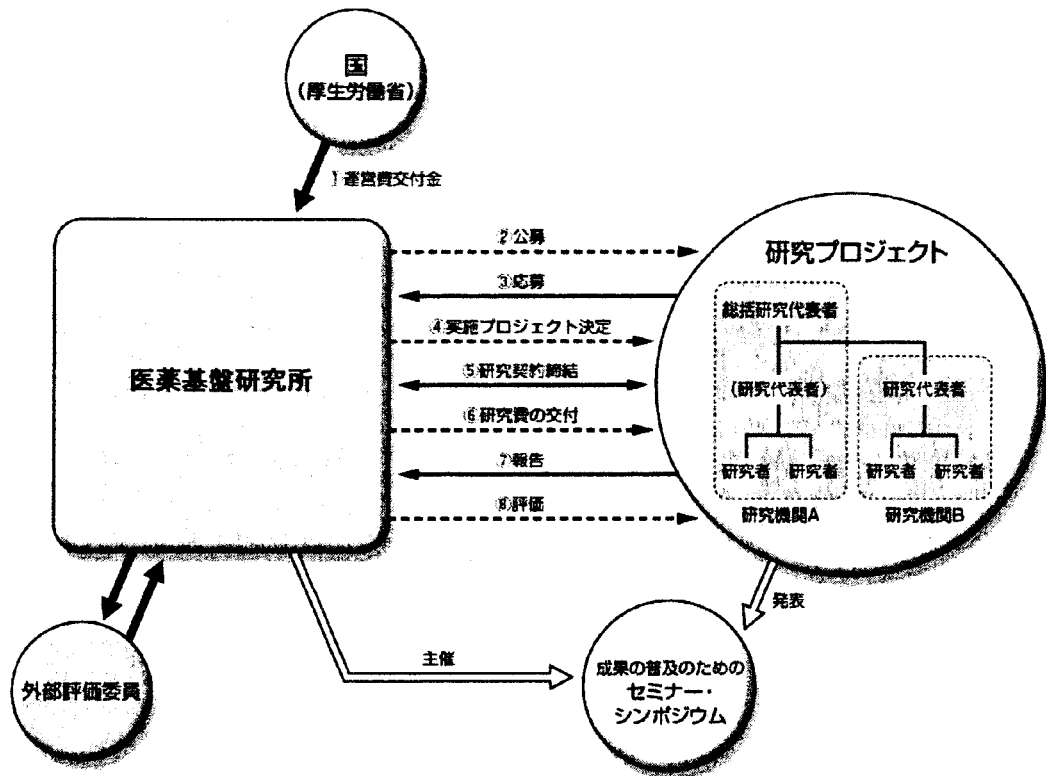 国
(厚生労働省)
①運営費交付金
医薬基盤研究所
②公募
③応募
④実施プロジェクト決定
⑤研究契約締結
⑥研究費の交付
⑦報告
⑧評価
研究プロジェクト
総括研究代表者
(研究代表者)
研究代表者
研究者 研究者
研究者 研究者
研究機関A
研究機関B
発表
主催
外部評価委員
成果の普及のための
セミナー・
シンポジウム